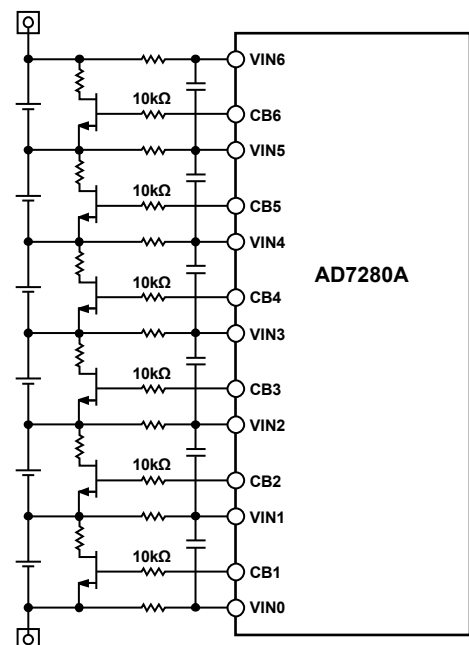 VIN6
10kΩ
CB6
VIN5
10kΩ
CB5
VIN4
AD7280A
10kΩ
CB4
VIN3
10kΩ
CB3
VIN2
10kΩ
CB2
VIN1
10kΩ
CB1
VIN0